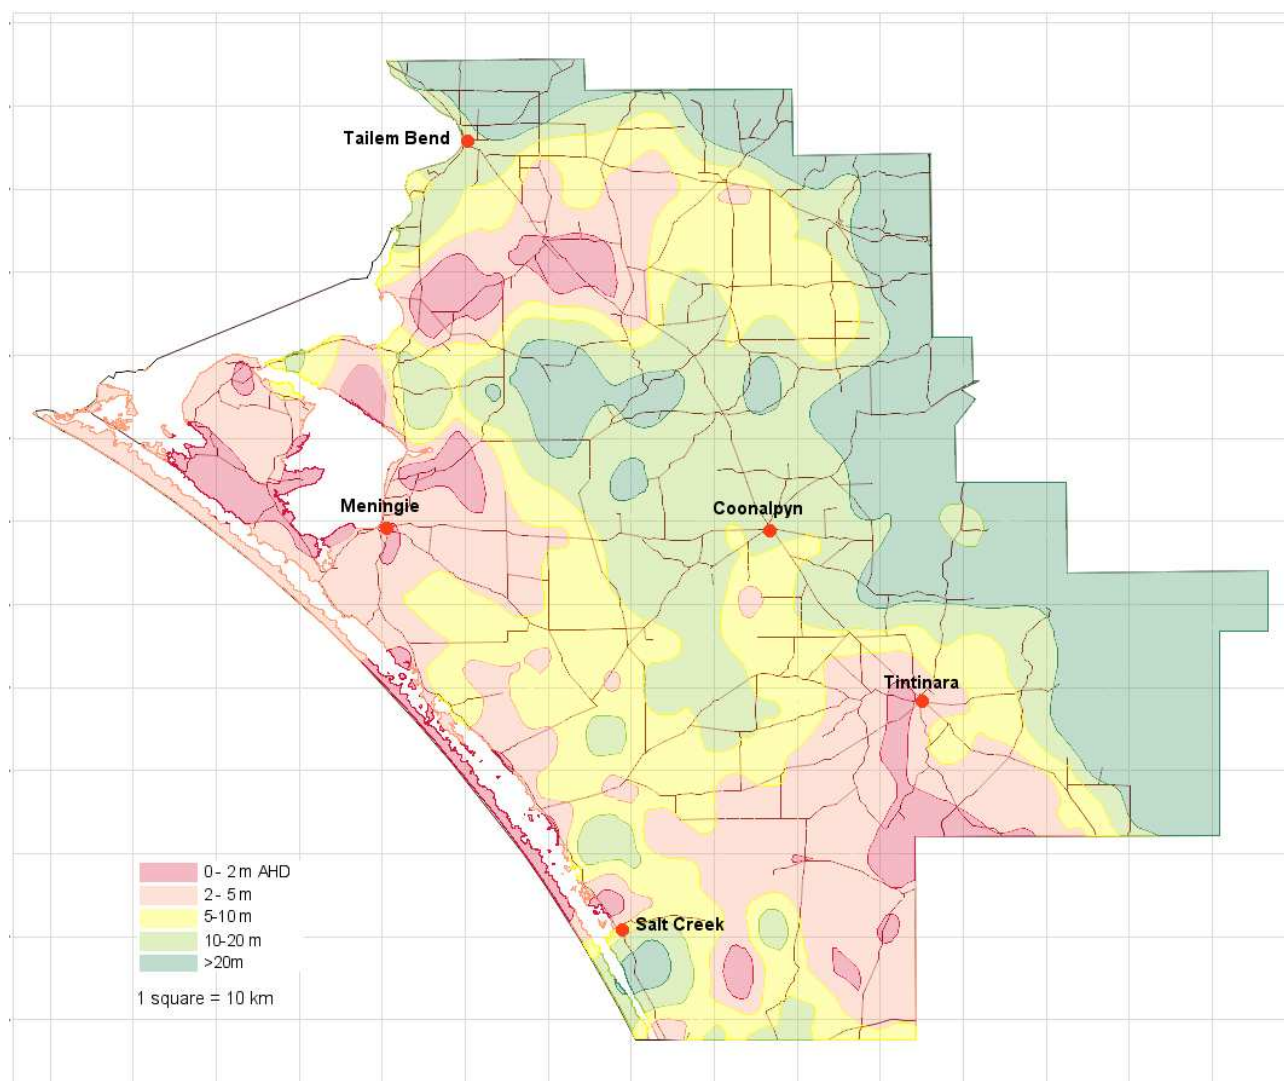 Tailem Bend
Meningie
Coonalpyn
Tintinara
Salt Creek
0 - 2 m AHD
2 - 5 m
5-10 m
10-20 m
>20m
1 square = 10 km